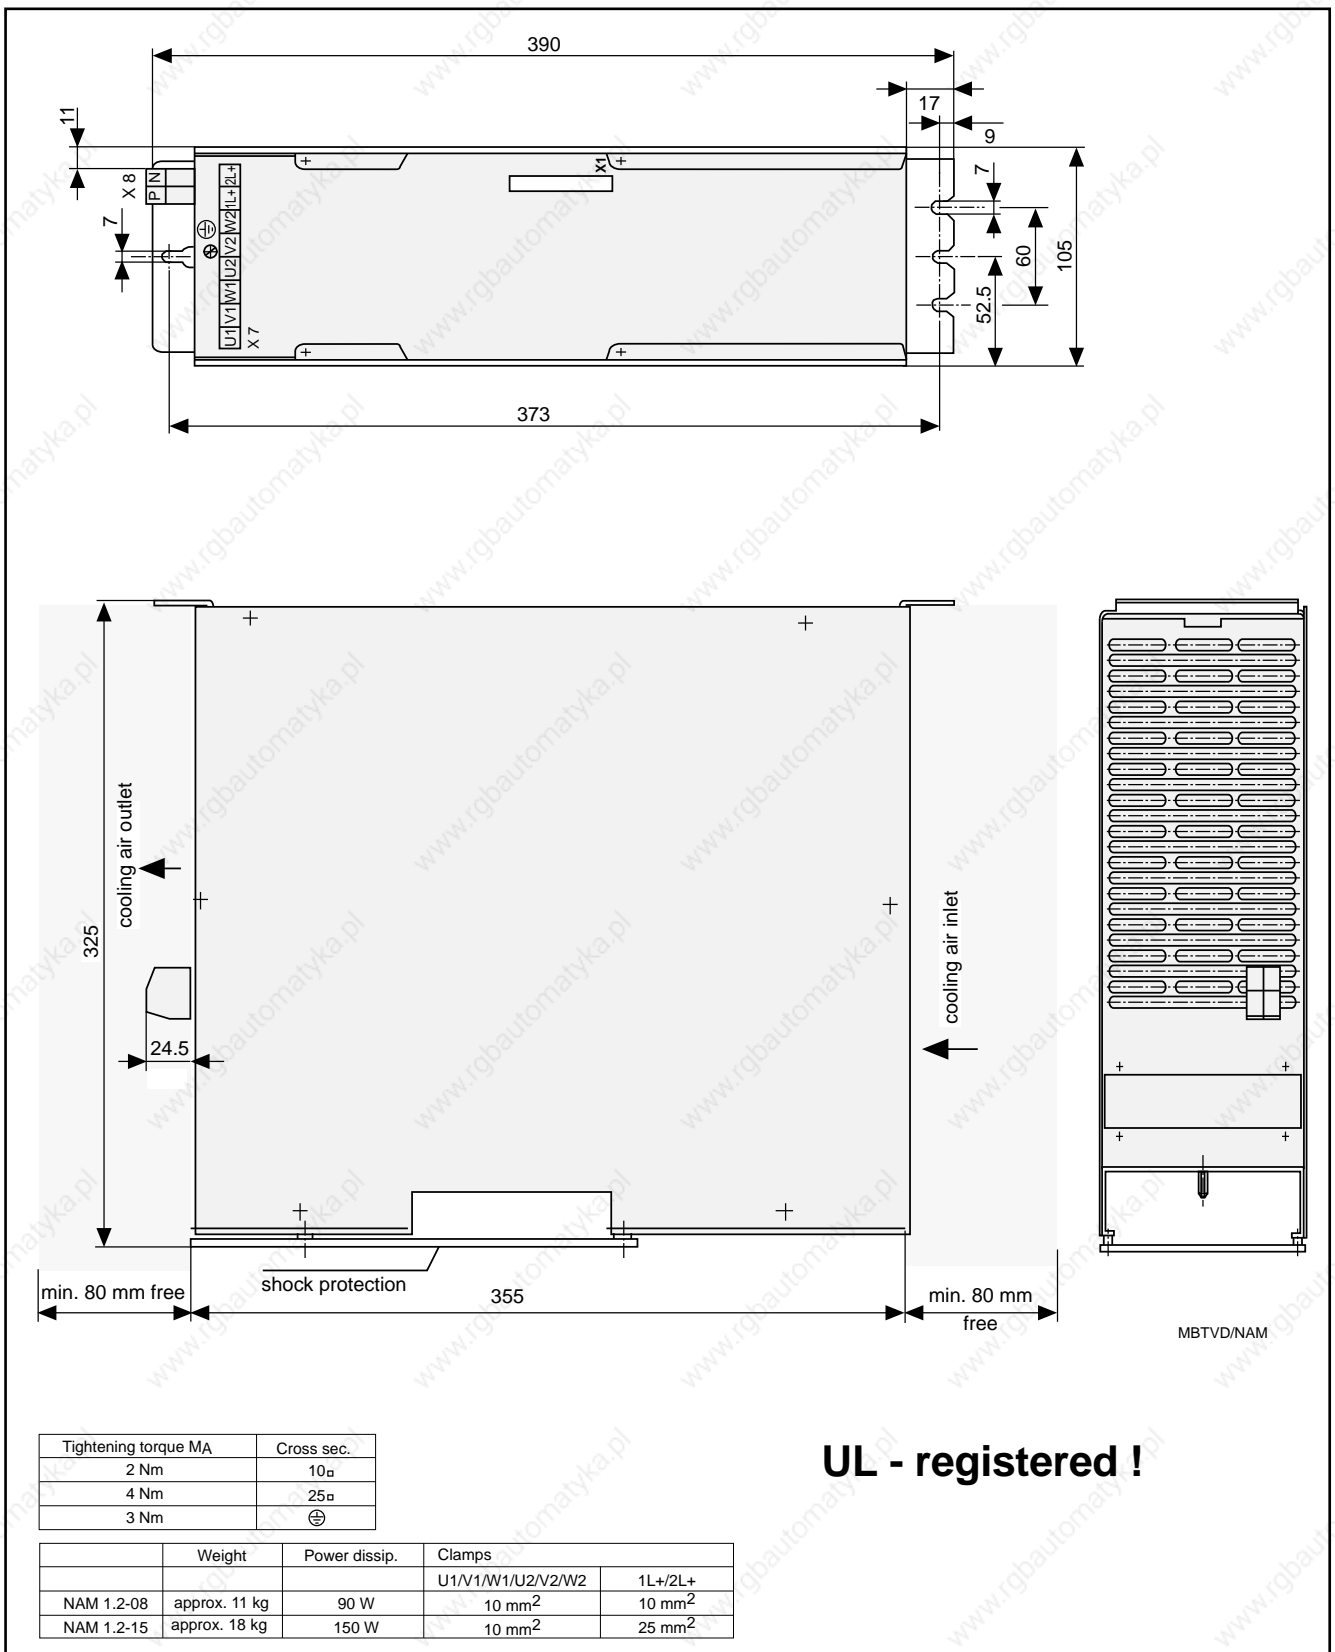 390
17
9
11
X 8
P N
7
U1 V1 W1 U2 V2 W2 1L+ 2L+
X 7
X1
7
60
52.5
105
373
cooling air outlet
325
24.5
cooling air inlet
shock protection
min. 80 mm free
355
min. 80 mm
free
MBTVD/NAM
Tightening torque MA Cross sec.
2 Nm 10□
4 Nm 25□
3 Nm
UL - registered !
Weight Power dissip. Clamps
U1/V1/W1/U2/V2/W2 1L+/2L+
NAM 1.2-08 approx. 11 kg 90 W 10 mm² 10 mm²
NAM 1.2-15 approx. 18 kg 150 W 10 mm² 25 mm²
www.rgbautomatyka.pl